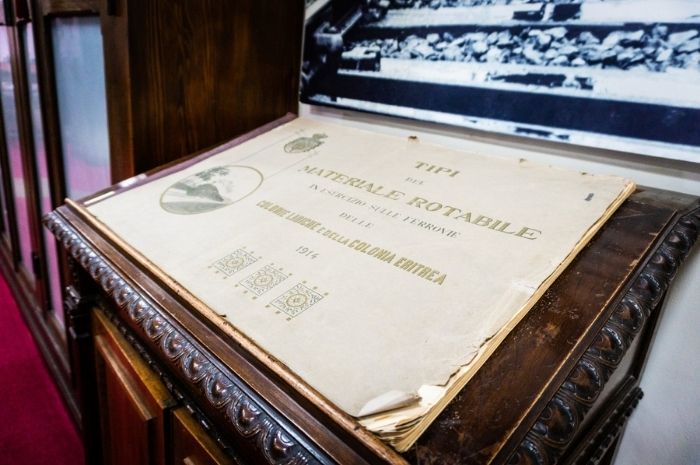 TIPI
DEL
MATERIALE ROTABILE
IN ESERCIZIO SULLE FERROVIE
DELLE
COLONIE LIBICHE E DELLA COLONIA ERITREA
1914